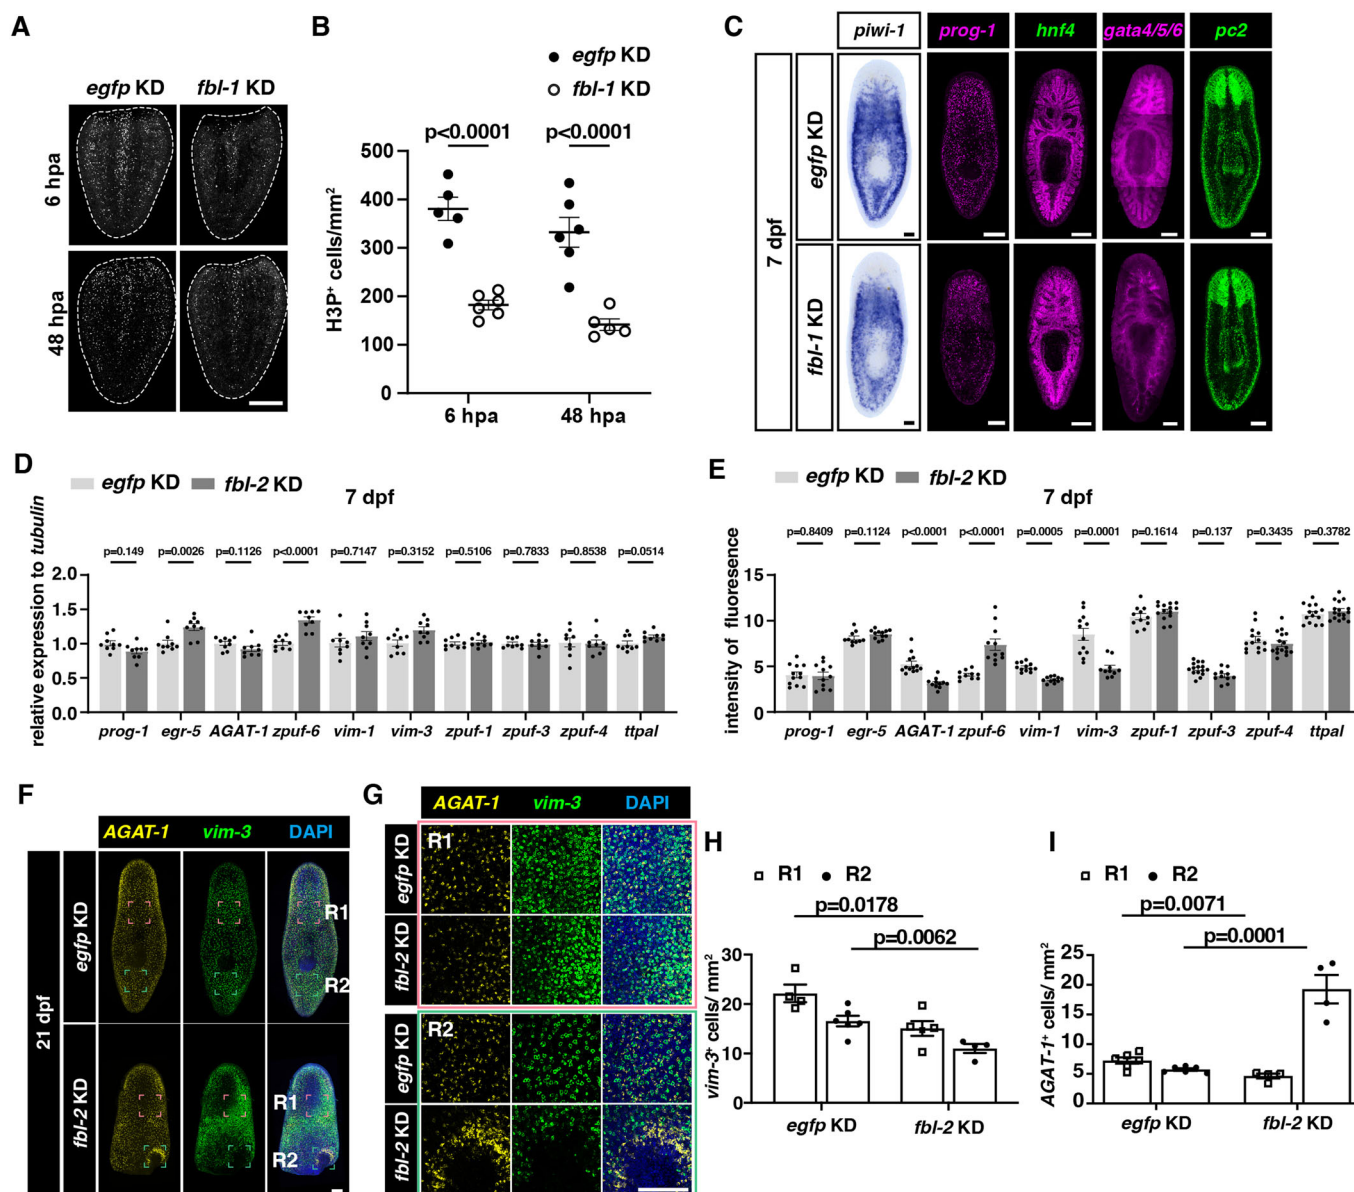 A
egfp KD
fbl-1 KD
6 hpa
48 hpa
B
egfp KD
fbl-1 KD
p<0.0001
p<0.0001
H3P+ cells/mm²
500
400
300
200
100
0
6 hpa
48 hpa
C
piwi-1
prog-1
hnf4
gata4/5/6
pc2
7 dpf
egfp KD
fbl-1 KD
D
egfp KD
fbl-2 KD
7 dpf
p=0.149 p=0.0026 p=0.1126 p<0.0001 p=0.7147 p=0.3152 p=0.5106 p=0.7833 p=0.8538 p=0.0514
relative expression to tubulin
2.0
1.5
1.0
0.5
0.0
prog-1 egr-5 AGAT-1 zpuf-6 vim-1 vim-3 zpuf-1 zpuf-3 zpuf-4 ttpal
E
egfp KD
fbl-2 KD
7 dpf
p=0.8409 p=0.1124 p<0.0001 p<0.0001 p=0.0005 p=0.0001 p=0.1614 p=0.137 p=0.3435 p=0.3782
intensity of fluoresence
15
10
5
0
prog-1 egr-5 AGAT-1 zpuf-6 vim-1 vim-3 zpuf-1 zpuf-3 zpuf-4 ttpal
F
AGAT-1
vim-3
DAPI
21 dpf
egfp KD
fbl-2 KD
R1
R2
R1
R2
G
AGAT-1
vim-3
DAPI
R1
egfp KD
fbl-2 KD
R2
egfp KD
fbl-2 KD
H
R1
R2
p=0.0178
p=0.0062
vim-3+ cells/ mm²
30
20
10
0
egfp KD
fbl-2 KD
I
R1
R2
p=0.0071
p=0.0001
AGAT-1+ cells/ mm²
25
20
15
10
5
0
egfp KD
fbl-2 KD